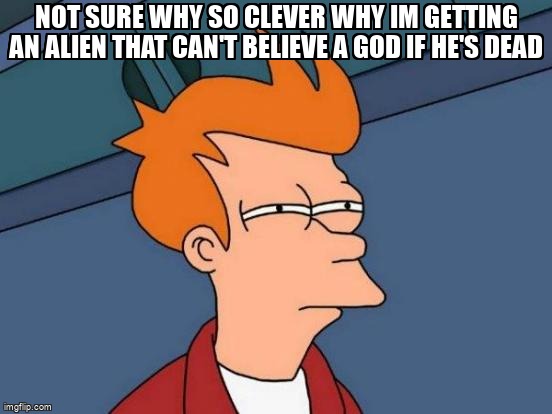 NOT SURE WHY SO CLEVER WHY IM GETTING
AN ALIEN THAT CAN'T BELIEVE A GOD IF HE'S DEAD
imgflip.com